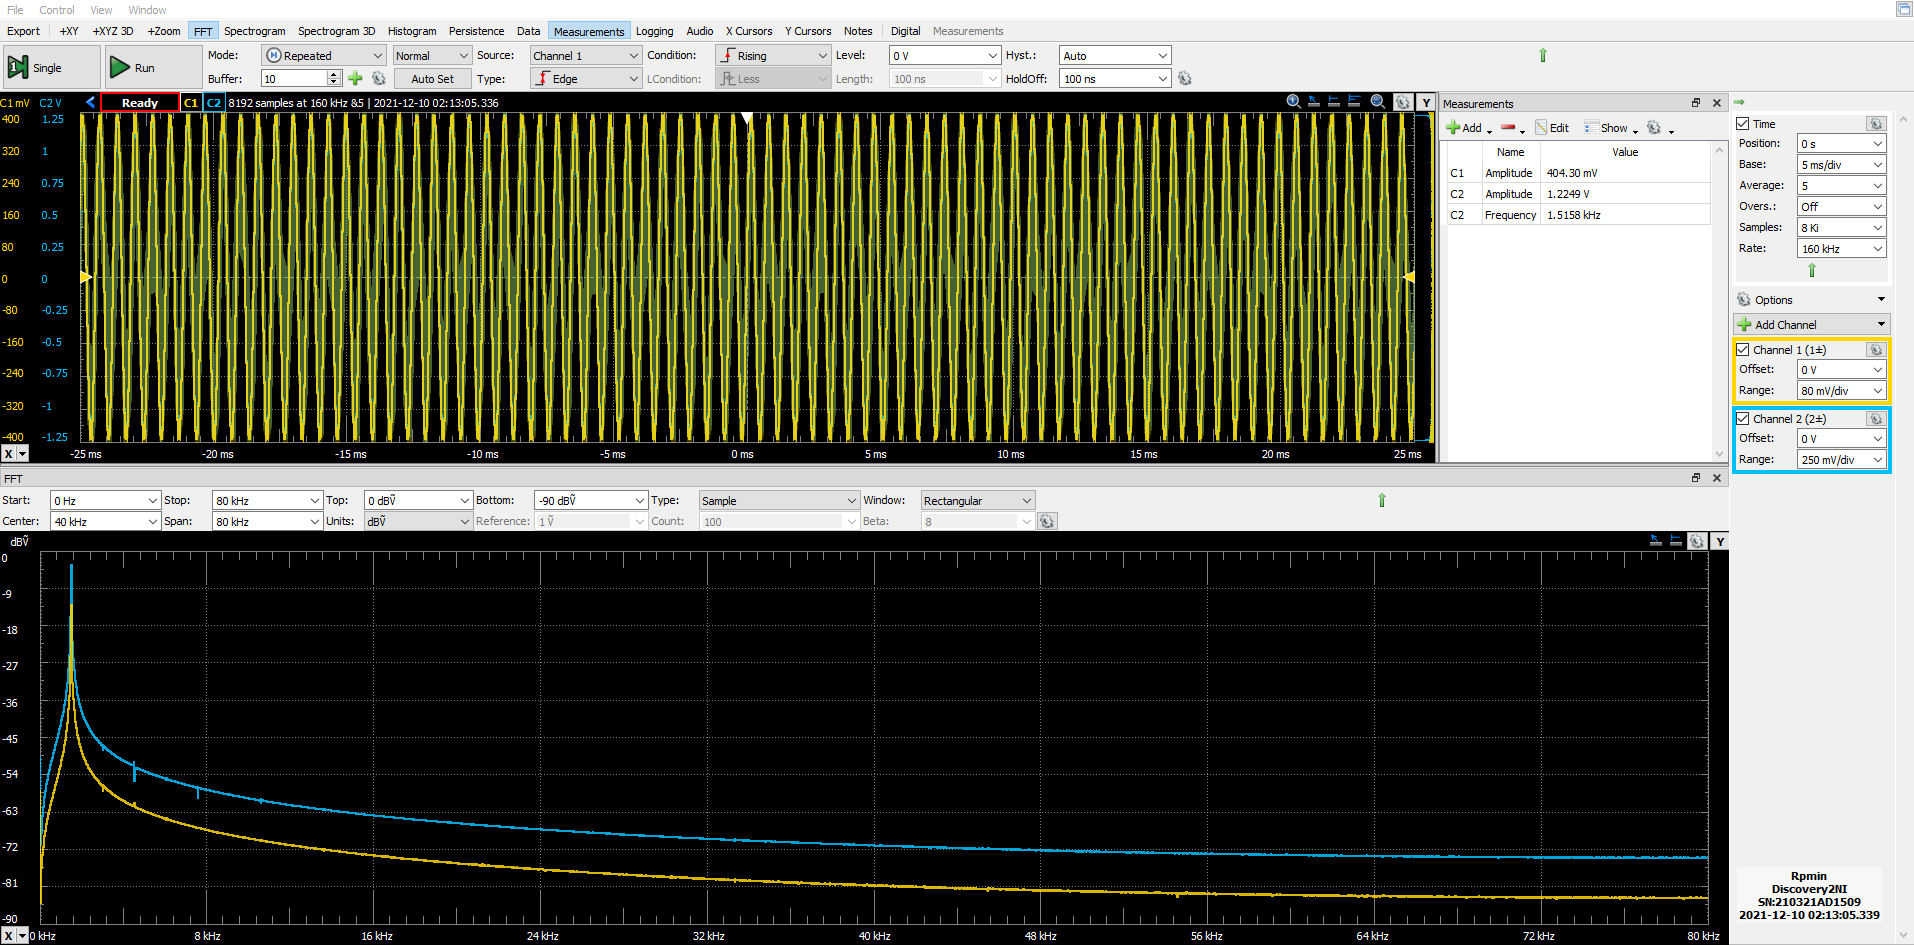 File Control View Window
Export +XY +XYZ 3D +Zoom FFT Spectrogram Spectrogram 3D Histogram Persistence Data Measurements Logging Audio X Cursors Y Cursors Notes Digital Measurements
Single Run Mode: Repeated Normal Source: Channel 1 Condition: Rising Level: 0 V Hyst.: Auto
Buffer: 10 Auto Set Type: Edge LCondition: Less Length: 100 ns HoldOff: 100 ns
C1 mV C2 V Ready C1 C2 8192 samples at 160 kHz &5 | 2021-12-10 02:13:05.336 Y
400 1.25
320 1
240 0.75
160 0.5
80 0.25
0 0
-80 -0.25
-160 -0.5
-240 -0.75
-320 -1
-400 -1.25
X -25 ms -20 ms -15 ms -10 ms -5 ms 0 ms 5 ms 10 ms 15 ms 20 ms 25 ms
Measurements
Add Edit Show
Name Value
C1 Amplitude 404.30 mV
C2 Amplitude 1.2249 V
C2 Frequency 1.5158 kHz
Time
Position: 0 s
Base: 5 ms/div
Average: 5
Overs.: Off
Samples: 8 Ki
Rate: 160 kHz
Options
Add Channel
Channel 1 (1±)
Offset: 0 V
Range: 80 mV/div
Channel 2 (2±)
Offset: 0 V
Range: 250 mV/div
FFT
Start: 0 Hz Stop: 80 kHz Top: 0 dBṼ Bottom: -90 dBṼ Type: Sample Window: Rectangular
Center: 40 kHz Span: 80 kHz Units: dBṼ Reference: 1 Ṽ Count: 100 Beta: 8
dBṼ Y
0
-9
-18
-27
-36
-45
-54
-63
-72
-81
-90
X 0 kHz 8 kHz 16 kHz 24 kHz 32 kHz 40 kHz 48 kHz 56 kHz 64 kHz 72 kHz 80 kHz
Rpmin
Discovery2NI
SN:210321AD1509
2021-12-10 02:13:05.339